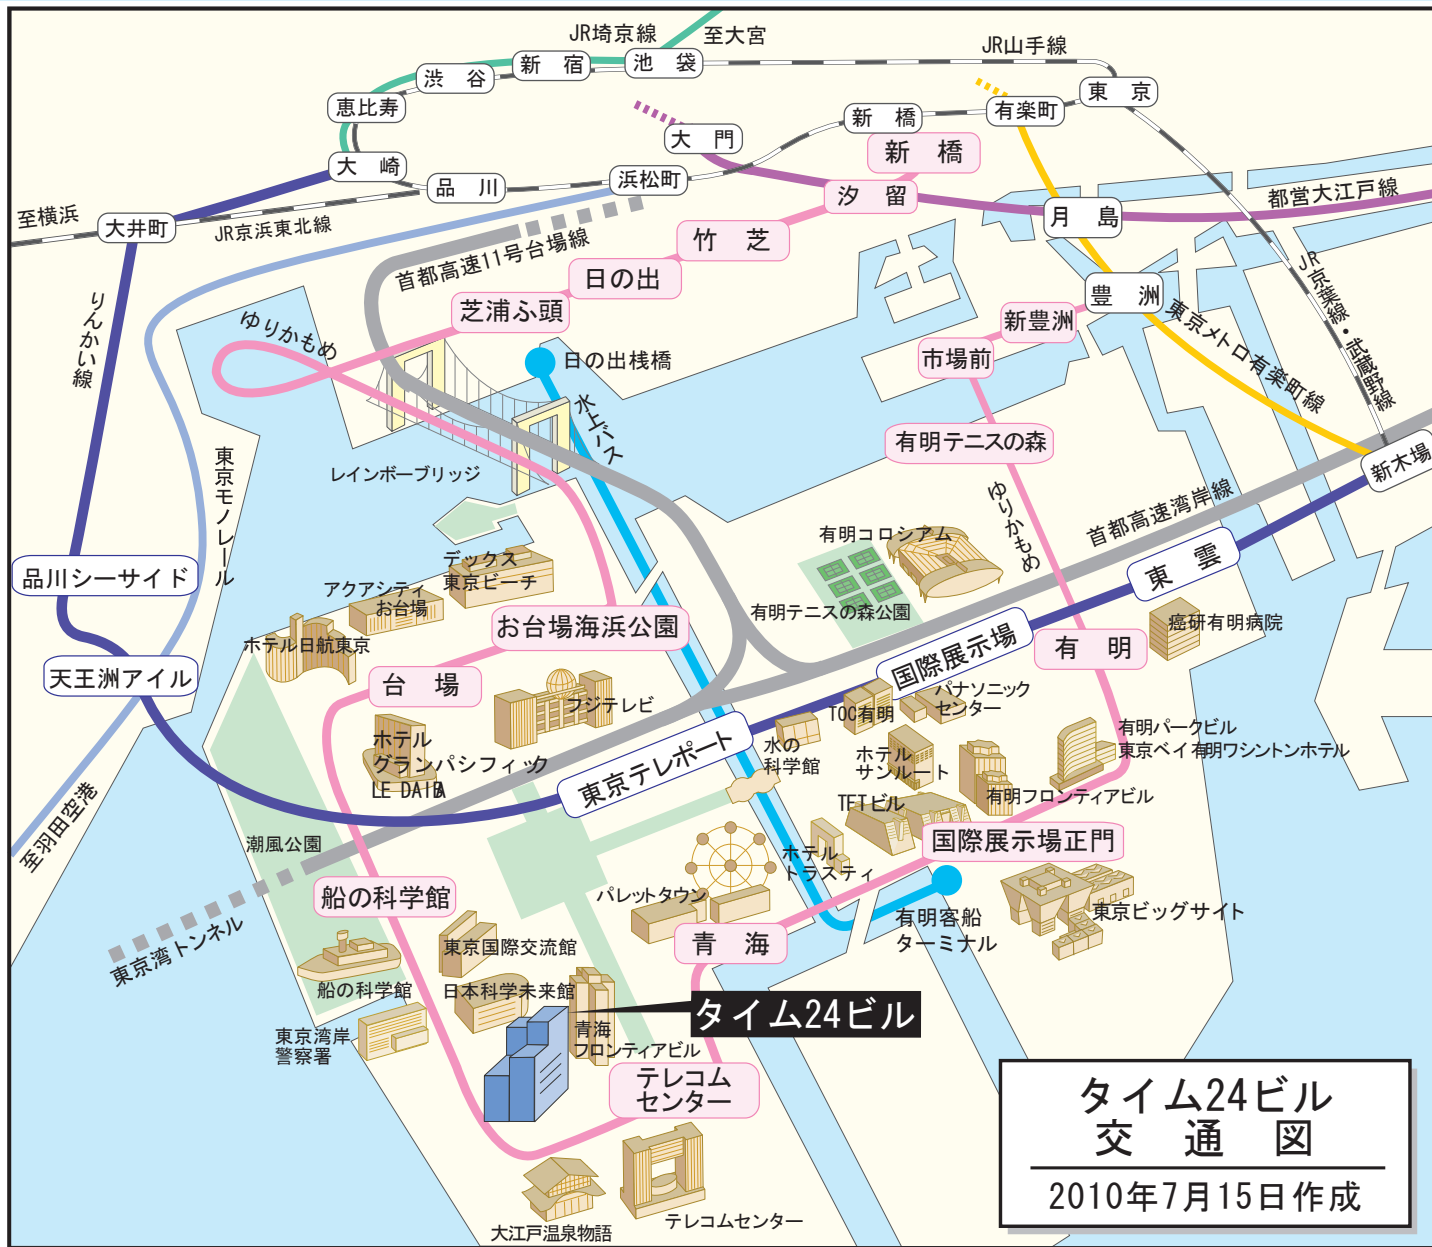 JR埼京線
至大宮
JR山手線
渋谷
新宿
池袋
恵比寿
有楽町
東京
新橋
大門
新橋
大崎
品川
浜松町
汐留
月島
都営大江戸線
至横浜
大井町
JR京浜東北線
首都高速11号台場線
竹芝
日の出
芝浦ふ頭
豊洲
新豊洲
市場前
JR京葉線・武蔵野線
東京メトロ有楽町線
りんかい線
ゆりかもめ
日の出桟橋
水上バス
レインボーブリッジ
東京モノレール
有明テニスの森
ゆりかもめ
新木場
首都高速湾岸線
有明コロシアム
有明テニスの森公園
品川シーサイド
デックス
東京ビーチ
アクアシティ
お台場
お台場海浜公園
ホテル日航東京
東雲
癌研有明病院
国際展示場
有明
天王洲アイル
台場
フジテレビ
パナソニック
センター
TOC有明
有明パークビル
東京ベイ有明ワシントンホテル
ホテル
グランパシフィック
LE DAIBA
東京テレポート
水の
科学館
ホテル
サンルート
有明フロンティアビル
TFTビル
至羽田空港
潮風公園
国際展示場正門
ホテル
トラスティ
船の科学館
パレットタウン
有明客船
ターミナル
東京ビッグサイト
東京湾トンネル
東京国際交流館
青海
船の科学館
日本科学未来館
タイム24ビル
東京湾岸
警察署
青海
フロンティアビル
テレコム
センター
大江戸温泉物語
テレコムセンター
タイム24ビル
交通図
2010年7月15日作成